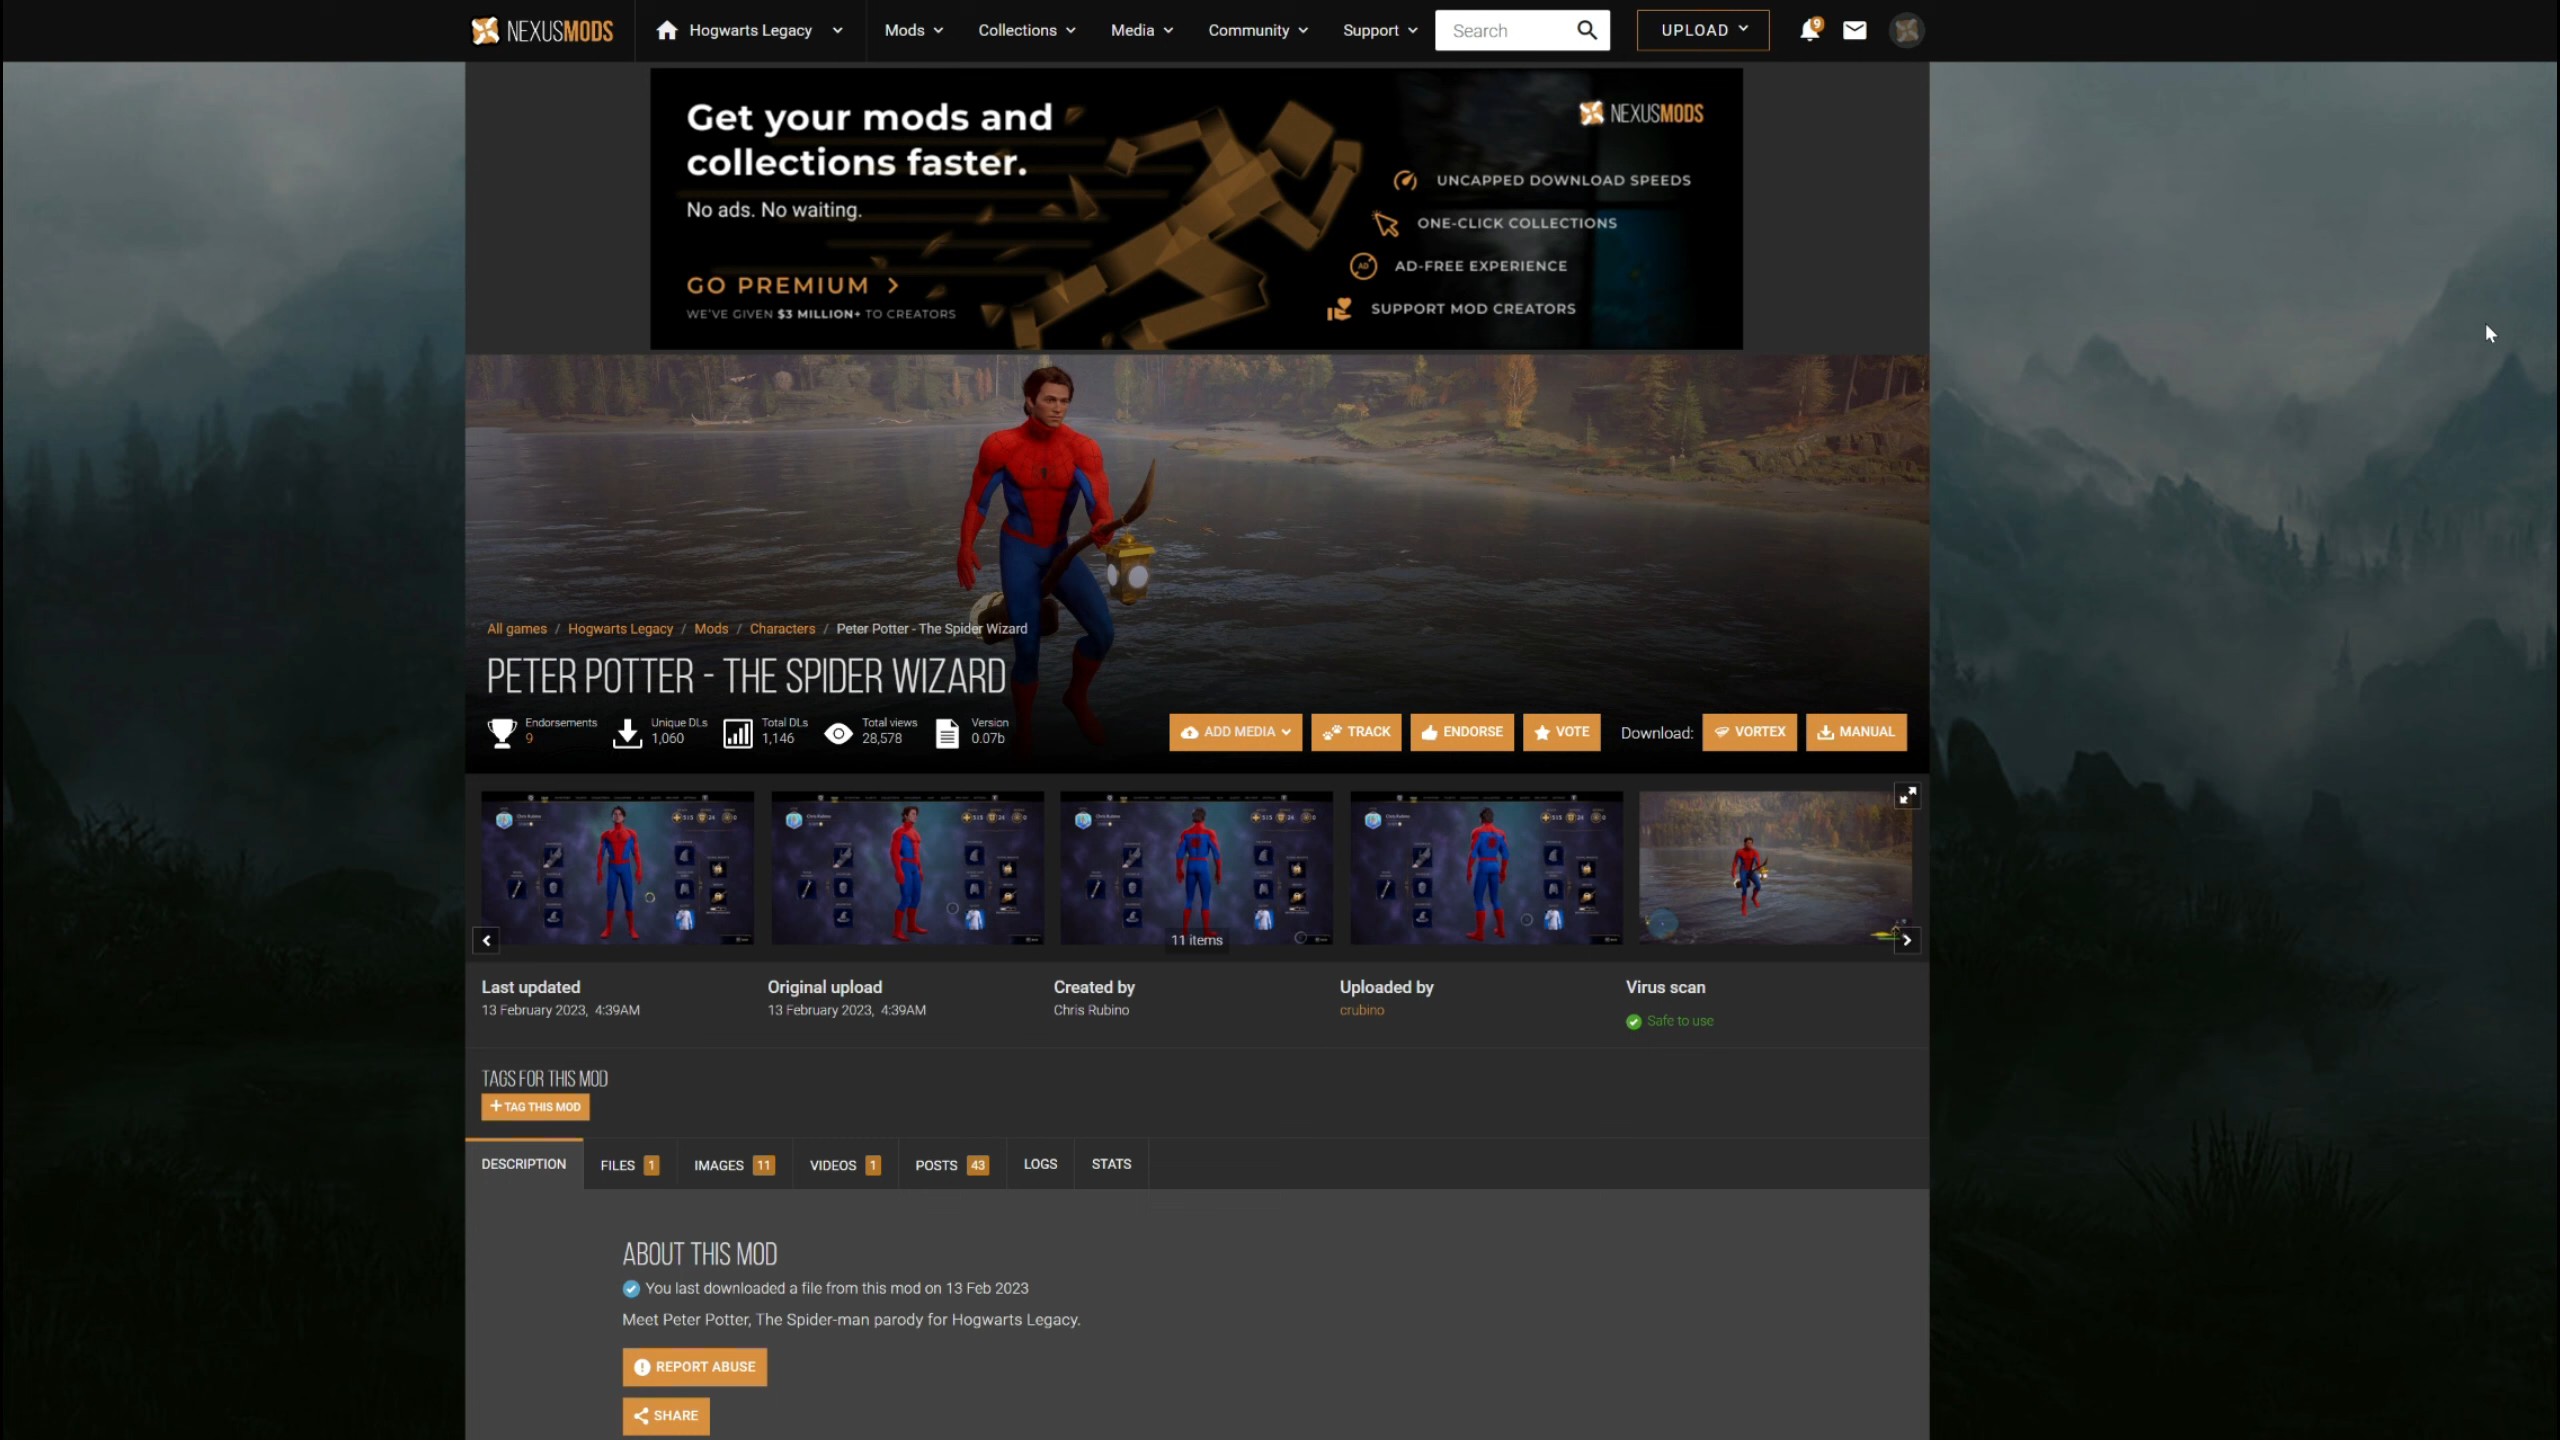 NEXUSMODS
Hogwarts Legacy
Mods
Collections
Media
Community
Support
Search
UPLOAD
9
Get your mods and
collections faster.
No ads. No waiting.
GO PREMIUM
WE'VE GIVEN $3 MILLION+ TO CREATORS
NEXUSMODS
UNCAPPED DOWNLOAD SPEEDS
ONE-CLICK COLLECTIONS
AD
AD-FREE EXPERIENCE
SUPPORT MOD CREATORS
All games / Hogwarts Legacy / Mods / Characters / Peter Potter - The Spider Wizard
PETER POTTER - THE SPIDER WIZARD
Endorsements
9
Unique DLs
1,060
Total DLs
1,146
Total views
28,578
Version
0.07b
ADD MEDIA
TRACK
ENDORSE
VOTE
Download:
VORTEX
MANUAL
11 items
Last updated
13 February 2023, 4:39AM
Original upload
13 February 2023, 4:39AM
Created by
Chris Rubino
Uploaded by
crubino
Virus scan
Safe to use
TAGS FOR THIS MOD
+ TAG THIS MOD
DESCRIPTION
FILES 1
IMAGES 11
VIDEOS 1
POSTS 43
LOGS
STATS
ABOUT THIS MOD
You last downloaded a file from this mod on 13 Feb 2023
Meet Peter Potter, The Spider-man parody for Hogwarts Legacy.
REPORT ABUSE
SHARE